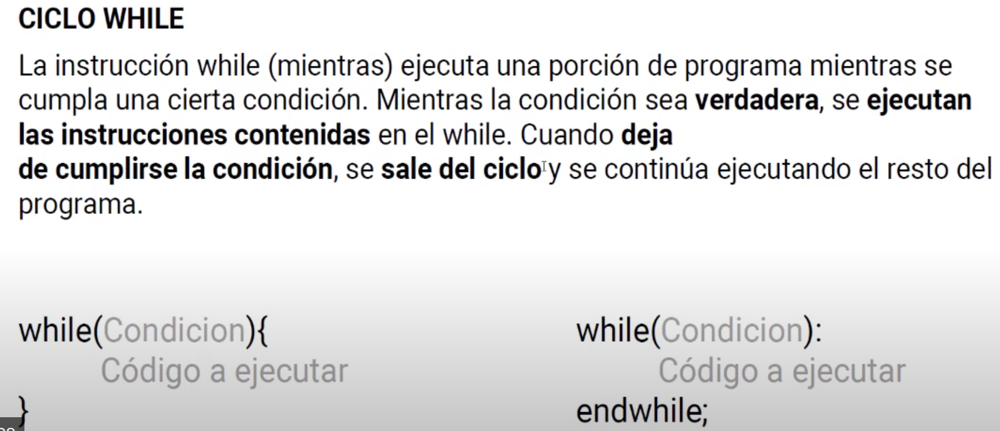 CICLO WHILE
La instrucción while (mientras) ejecuta una porción de programa mientras se
cumpla una cierta condición. Mientras la condición sea verdadera, se ejecutan
las instrucciones contenidas en el while. Cuando deja
de cumplirse la condición, se sale del ciclo y se continúa ejecutando el resto del
programa.
while(Condicion){
Código a ejecutar
}
while(Condicion):
Código a ejecutar
endwhile;